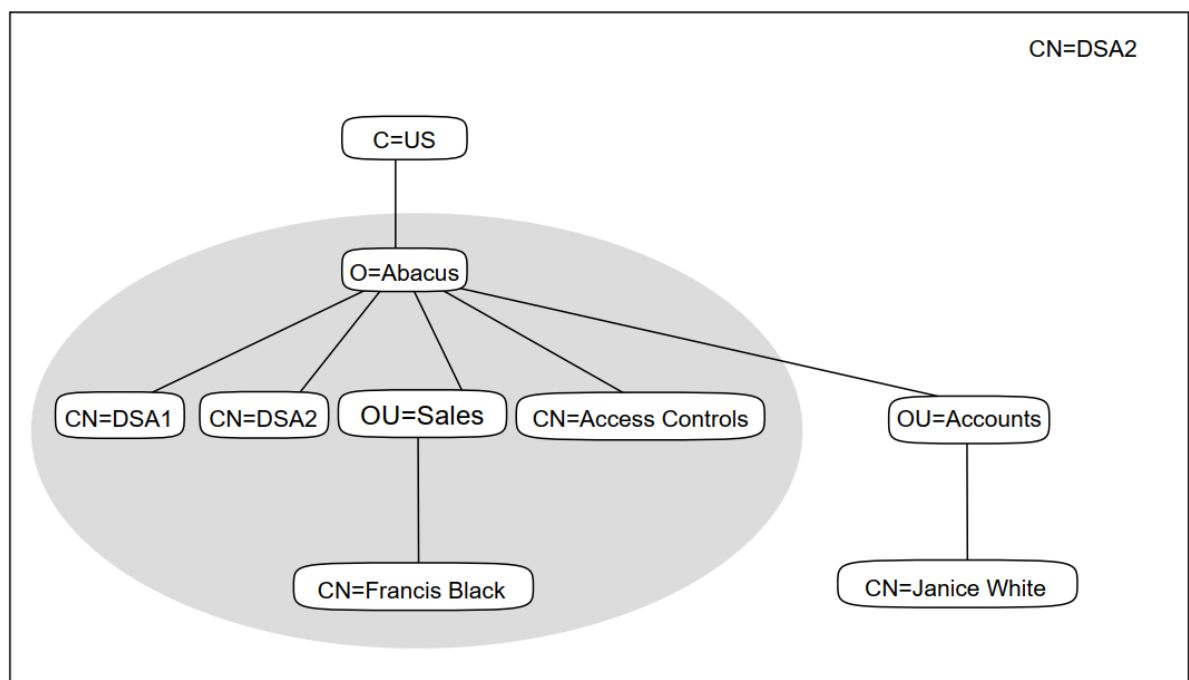 CN=DSA2
C=US
O=Abacus
CN=DSA1
CN=DSA2
OU=Sales
CN=Access Controls
OU=Accounts
CN=Francis Black
CN=Janice White